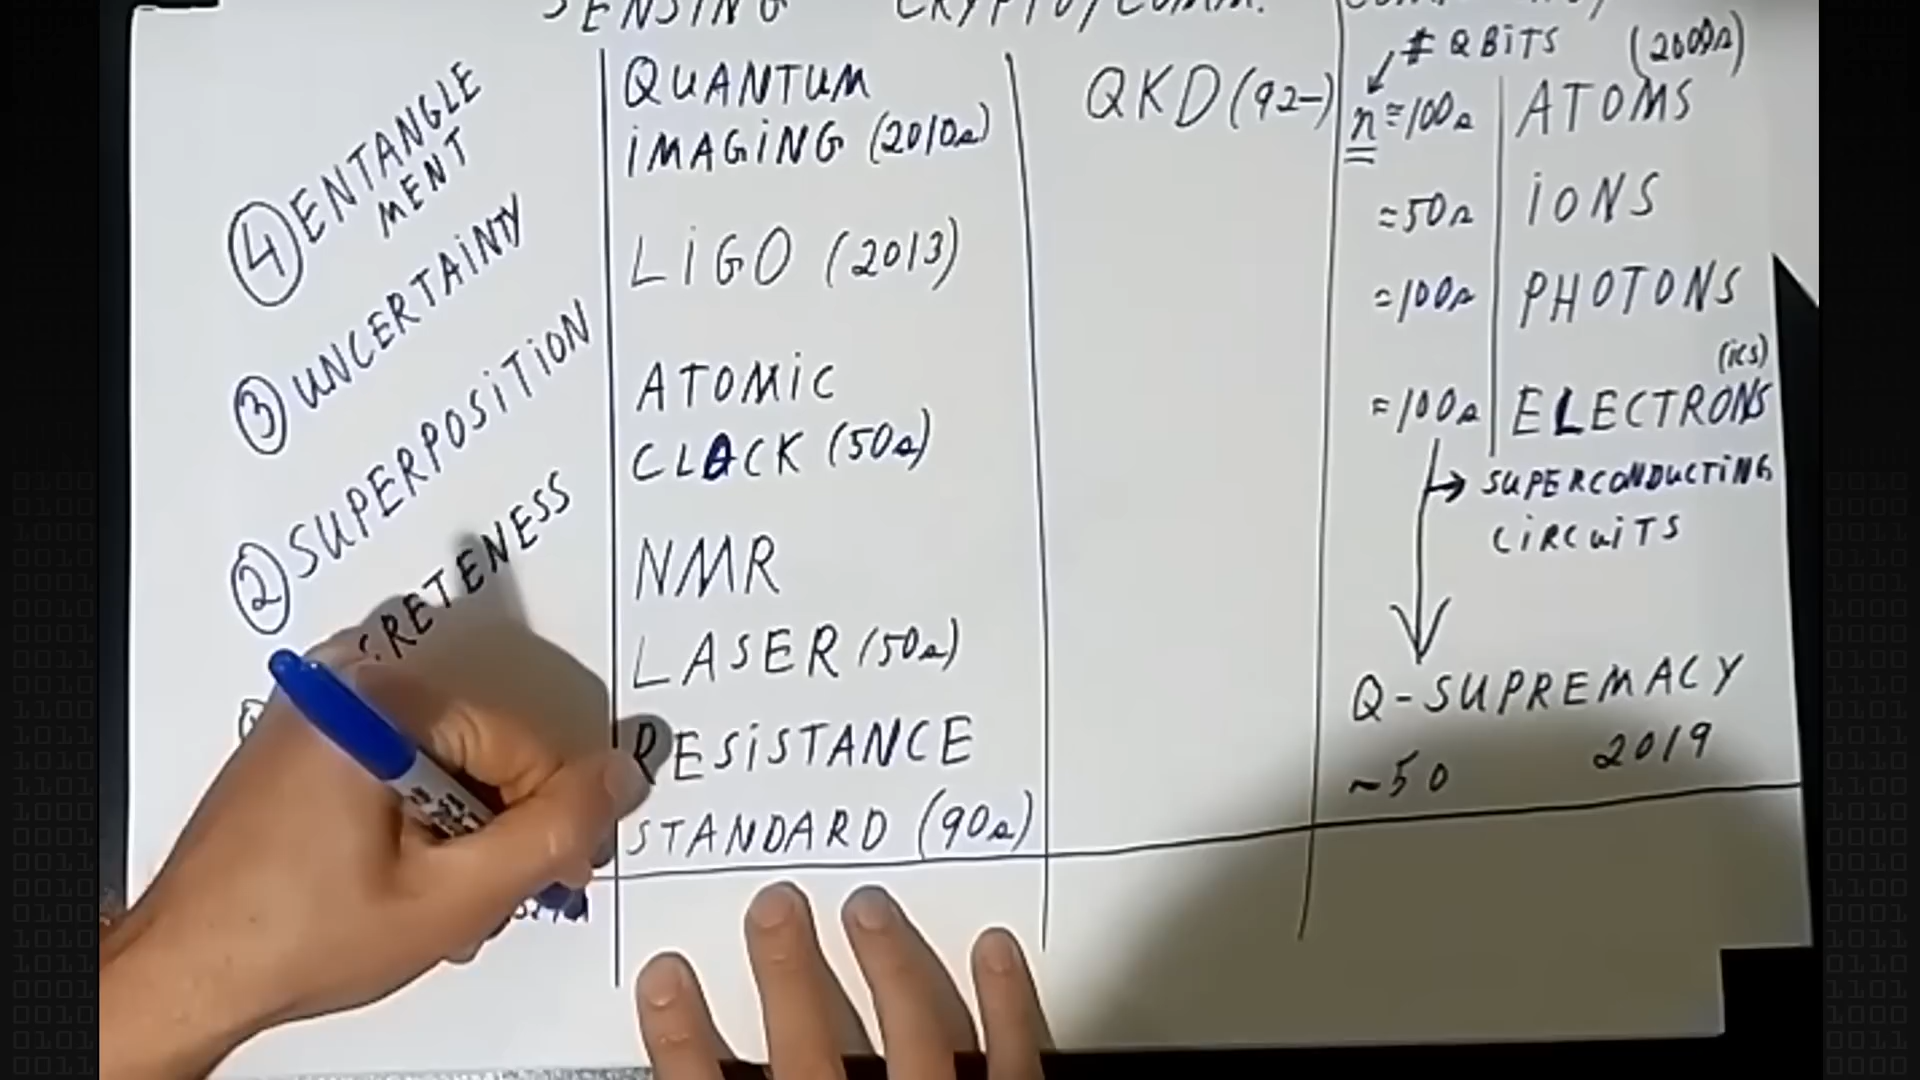 SENSING CRYPTO/COMM.
# QBiTS (2000s)
④ ENTANGLE
MENT
③ UNCERTAiNTY
② SUPERPOSiTiON
CRETENESS
QUANTUM
iMAGiNG (2010s)
LiGO (2013)
ATOMiC
CLOCK (50s)
NMR
LASER (50s)
RESiSTANCE
STANDARD (90s)
QKD (92-)
n = 100s ATOMS
= 50s iONS
= 100s PHOTONS
(ics)
= 100s ELECTRONS
SUPERCONDUCTiNG
CiRCUiTS
Q-SUPREMACY
~50 2019